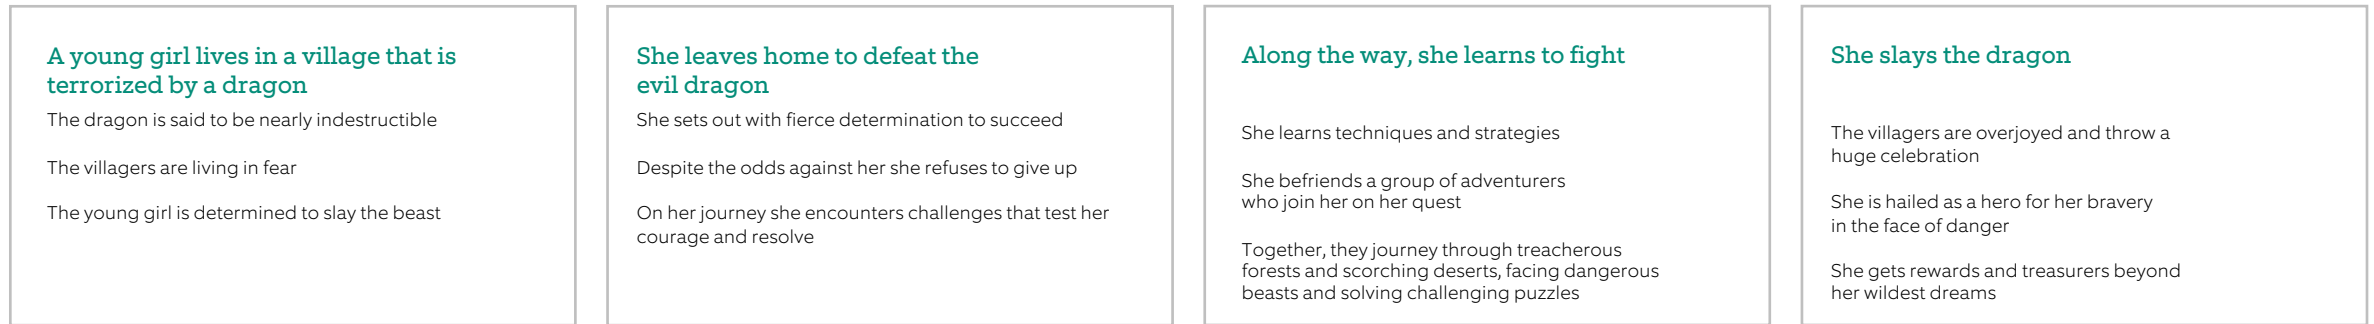 A young girl lives in a village that is
terrorized by a dragon
The dragon is said to be nearly indestructible
The villagers are living in fear
The young girl is determined to slay the beast
She leaves home to defeat the
evil dragon
She sets out with fierce determination to succeed
Despite the odds against her she refuses to give up
On her journey she encounters challenges that test her
courage and resolve
Along the way, she learns to fight
She learns techniques and strategies
She befriends a group of adventurers
who join her on her quest
Together, they journey through treacherous
forests and scorching deserts, facing dangerous
beasts and solving challenging puzzles
She slays the dragon
The villagers are overjoyed and throw a
huge celebration
She is hailed as a hero for her bravery
in the face of danger
She gets rewards and treasurers beyond
her wildest dreams